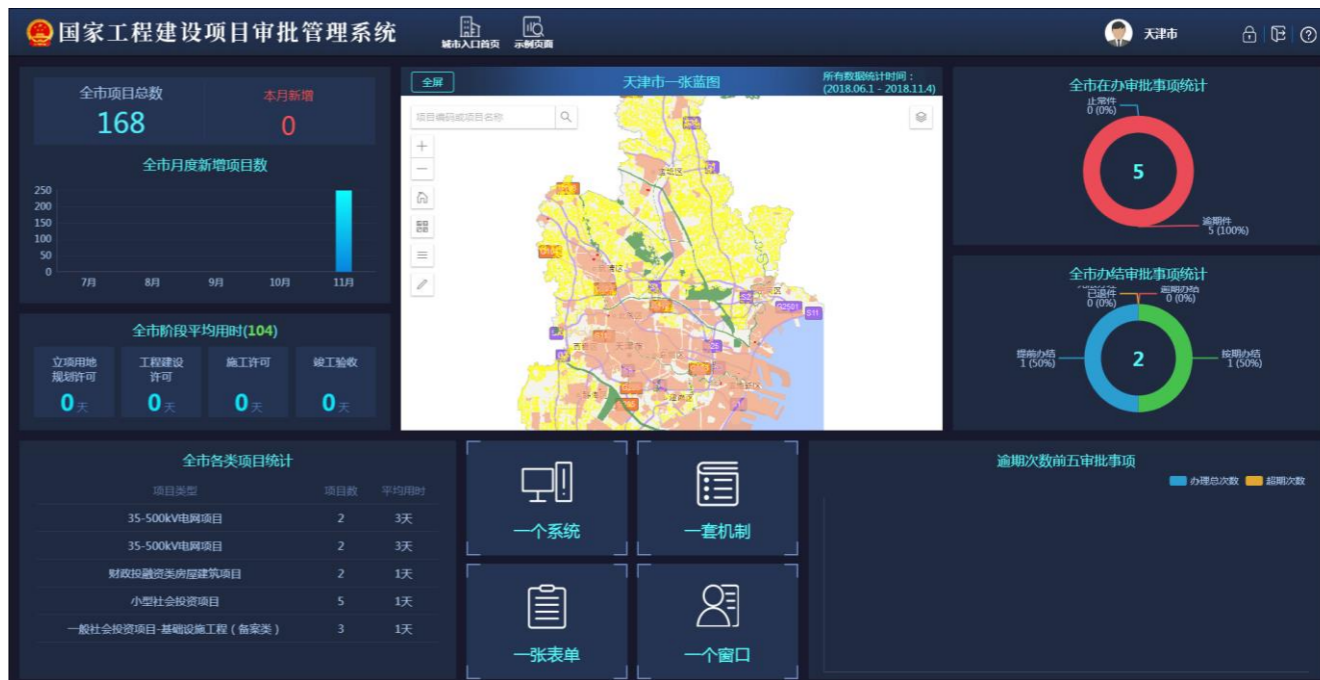 国家工程建设项目审批管理系统
城市入口首页 示例页面
天津市
全市项目总数
168
本月新增
0
全市月度新增项目数
250
200
150
100
50
0
7月 8月 9月 10月 11月
全市阶段平均用时(104)
立项用地
规划许可
0天
工程建设
许可
0天
施工许可
0天
竣工验收
0天
全屏
天津市一张蓝图
所有数据统计时间：
(2018.06.1 - 2018.11.4)
项目编码或项目名称
天津市
S11
全市在办审批事项统计
正常件
0 (0%)
5
逾期件
5 (100%)
全市办结审批事项统计
已退件
0 (0%)
逾期办结
0 (0%)
提前办结
1 (50%)
2
按期办结
1 (50%)
全市各类项目统计
项目类型 项目数 平均用时
35-500kV电网项目 2 3天
35-500kV电网项目 2 3天
财政投融资类房屋建筑项目 2 1天
小型社会投资项目 5 1天
一般社会投资项目-基础设施工程（备案类） 3 1天
一个系统
一套机制
一张表单
一个窗口
逾期次数前五审批事项
办理总次数 超期次数